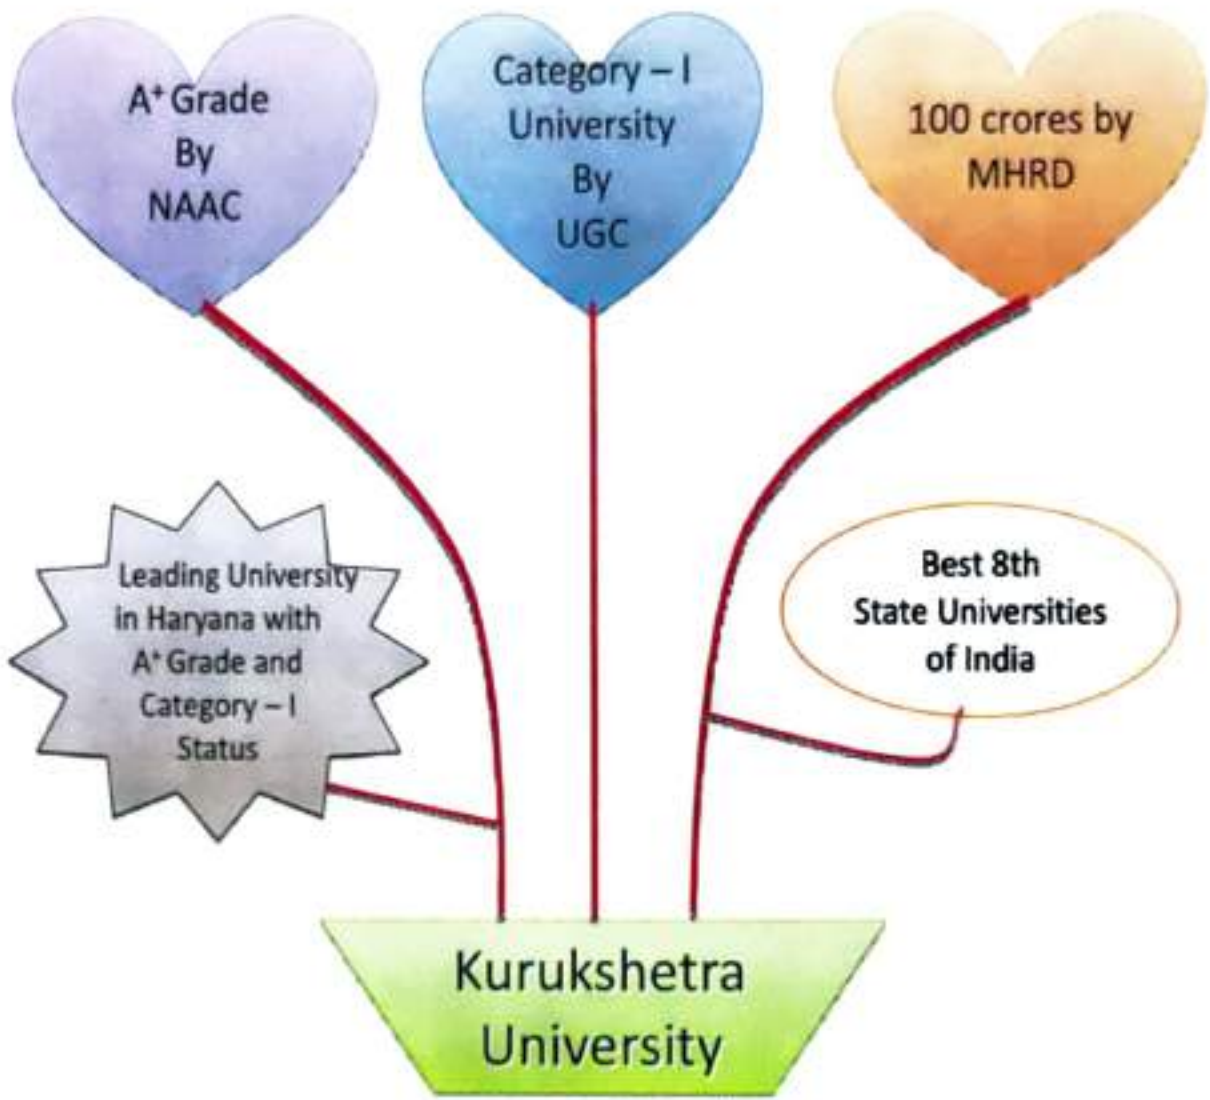 A⁺ Grade
By
NAAC
Category – I
University
By
UGC
100 crores by
MHRD
Leading University
in Haryana with
A⁺ Grade and
Category – I
Status
Best 8th
State Universities
of India
Kurukshetra
University